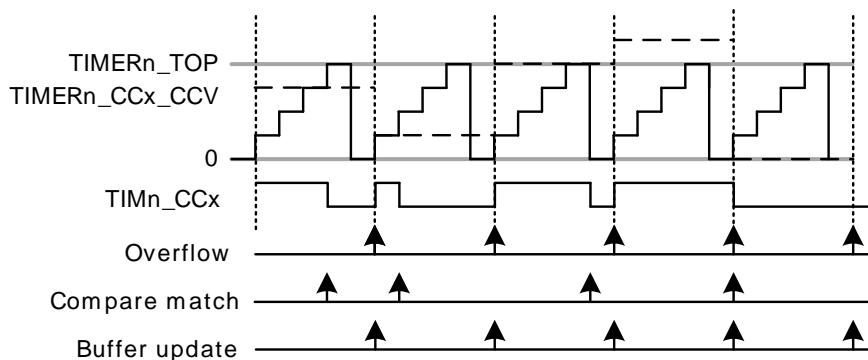 TIMERn_TOP
TIMERn_CCx_CCV
0
TIMn_CCx
Overflow
Compare match
Buffer update